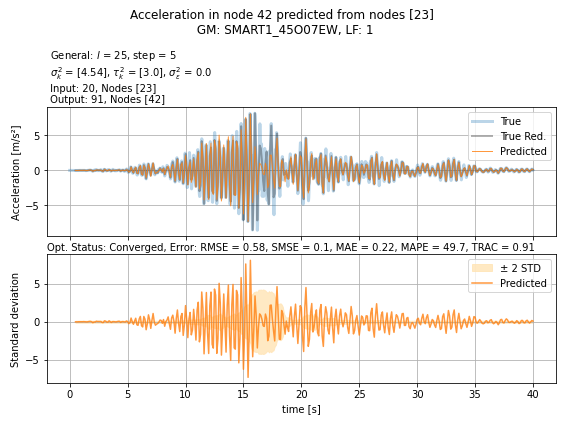 Acceleration in node 42 predicted from nodes [23]
GM: SMART1_45O07EW, LF: 1
General: l = 25, step = 5
σ²ₖ = [4.54], τ²ₖ = [3.0], σ²ε = 0.0
Input: 20, Nodes [23]
Output: 91, Nodes [42]
Acceleration [m/s²]
5
0
−5
True
True Red.
Predicted
Opt. Status: Converged, Error: RMSE = 0.58, SMSE = 0.1, MAE = 0.22, MAPE = 49.7, TRAC = 0.91
Standard deviation
5
0
−5
± 2 STD
Predicted
0 5 10 15 20 25 30 35 40
time [s]